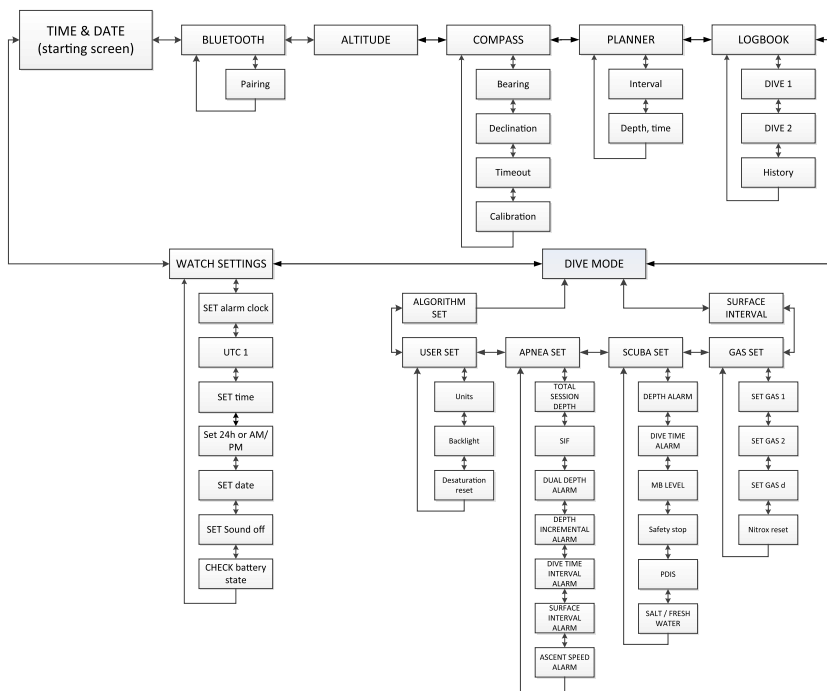 TIME & DATE
(starting screen)
BLUETOOTH
ALTITUDE
COMPASS
PLANNER
LOGBOOK
Pairing
Bearing
Declination
Timeout
Calibration
Interval
Depth, time
DIVE 1
DIVE 2
History
WATCH SETTINGS
DIVE MODE
SET alarm clock
UTC 1
SET time
Set 24h or AM/
PM
SET date
SET Sound off
CHECK battery
state
ALGORITHM
SET
SURFACE
INTERVAL
USER SET
APNEA SET
SCUBA SET
GAS SET
Units
Backlight
Desaturation
reset
TOTAL
SESSION
DEPTH
SIF
DUAL DEPTH
ALARM
DEPTH
INCREMENTAL
ALARM
DIVE TIME
INTERVAL
ALARM
SURFACE
INTERVAL
ALARM
ASCENT SPEED
ALARM
DEPTH ALARM
DIVE TIME
ALARM
MB LEVEL
Safety stop
PDIS
SALT / FRESH
WATER
SET GAS 1
SET GAS 2
SET GAS d
Nitrox reset